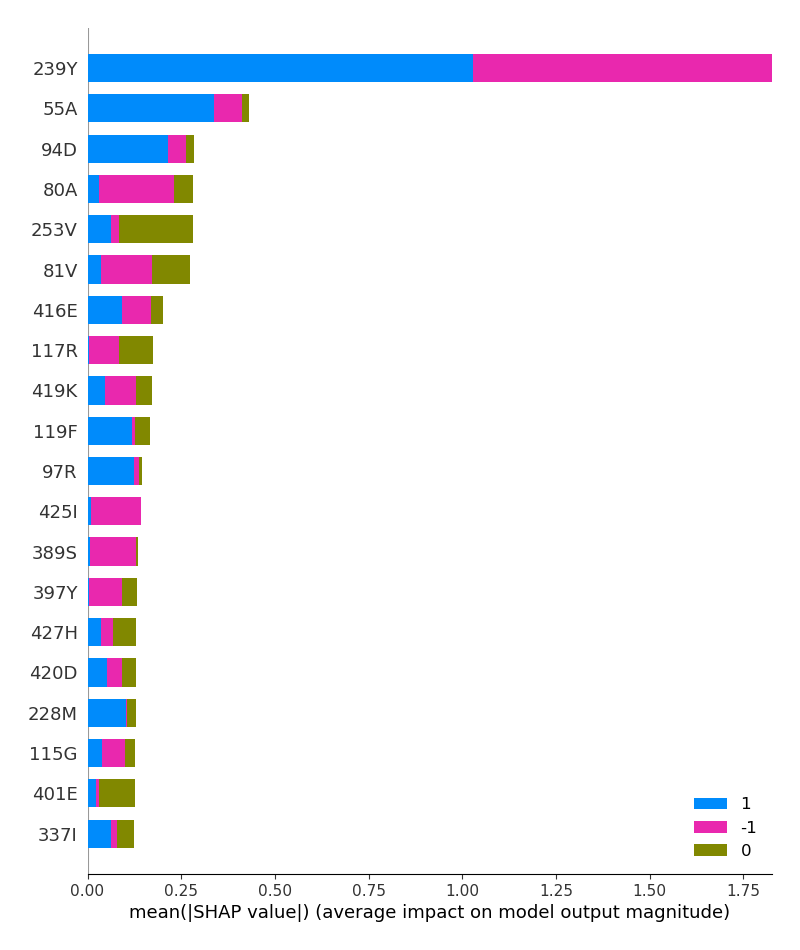 239Y
55A
94D
80A
253V
81V
416E
117R
419K
119F
97R
425I
389S
397Y
427H
420D
228M
115G
401E
337I
1
-1
0
0.00 0.25 0.50 0.75 1.00 1.25 1.50 1.75
mean(|SHAP value|) (average impact on model output magnitude)